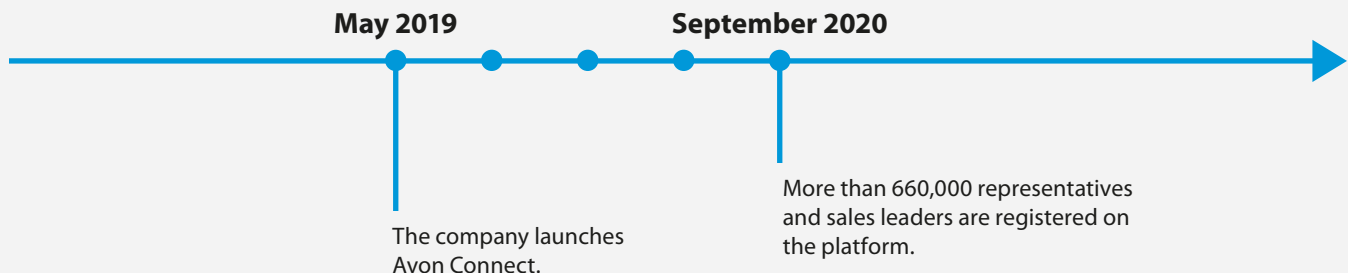 May 2019
September 2020
The company launches
Avon Connect.
More than 660,000 representatives
and sales leaders are registered on
the platform.